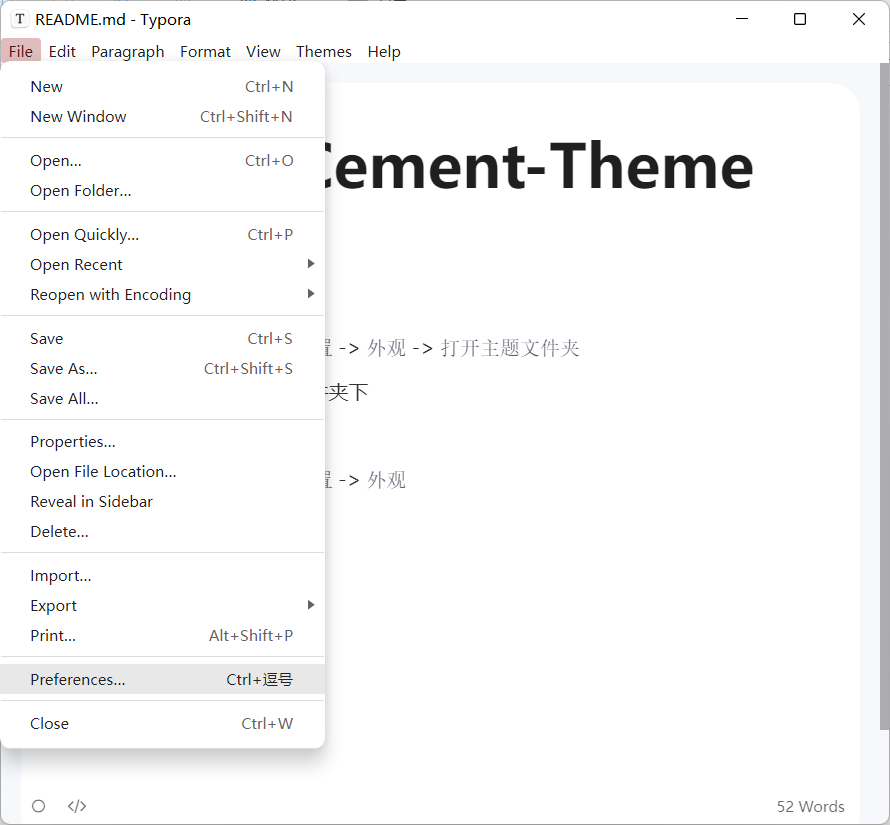 T README.md - Typora
File Edit Paragraph Format View Themes Help
New Ctrl+N
New Window Ctrl+Shift+N
Open... Ctrl+O
Open Folder...
Open Quickly... Ctrl+P
Open Recent
Reopen with Encoding
Save Ctrl+S
Save As... Ctrl+Shift+S
Save All...
Properties...
Open File Location...
Reveal in Sidebar
Delete...
Import...
Export
Print... Alt+Shift+P
Preferences... Ctrl+逗号
Close Ctrl+W
Cement-Theme
置 -> 外观 -> 打开主题文件夹
夹下
置 -> 外观
</> 52 Words